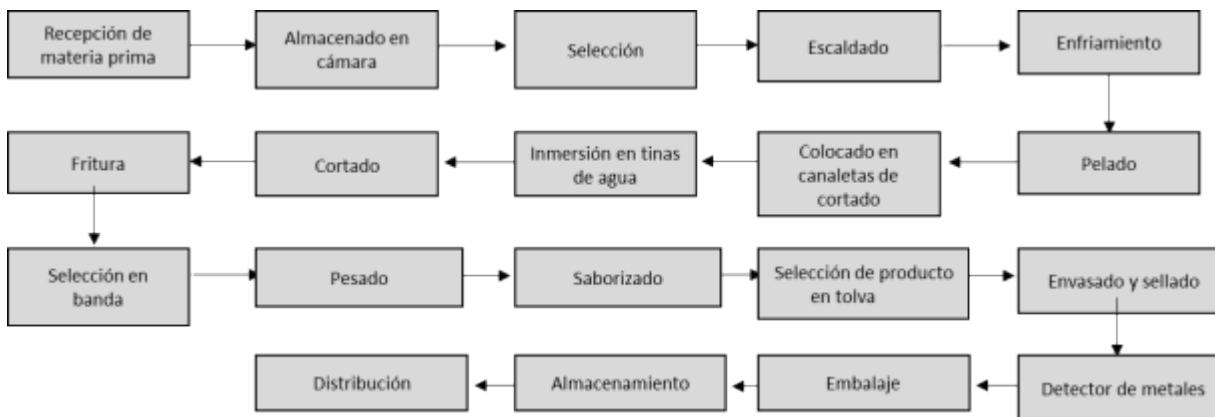 Recepción de
materia prima
Almacenado en
cámara
Selección
Escaldado
Enfriamiento
Pelado
Colocado en
canaletas de
cortado
Inmersión en tinas
de agua
Cortado
Fritura
Selección en
banda
Pesado
Saborizado
Selección de producto
en tolva
Envasado y sellado
Detector de metales
Embalaje
Almacenamiento
Distribución